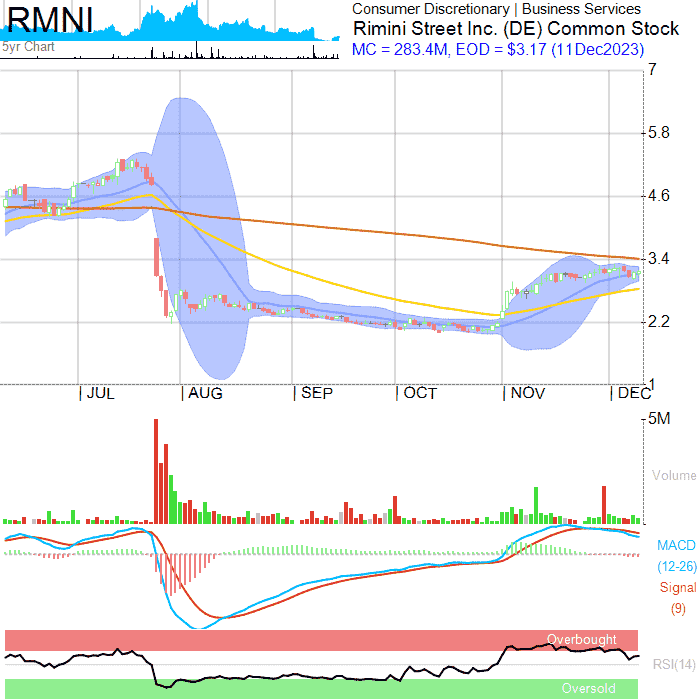 RMNI
5yr Chart
Consumer Discretionary | Business Services
Rimini Street Inc. (DE) Common Stock
MC = 283.4M, EOD = $3.17 (11Dec2023)
7
5.8
4.6
3.4
2.2
1
JUL AUG SEP OCT NOV DEC
5M
Volume
MACD
(12-26)
Signal
(9)
Overbought
RSI(14)
Oversold